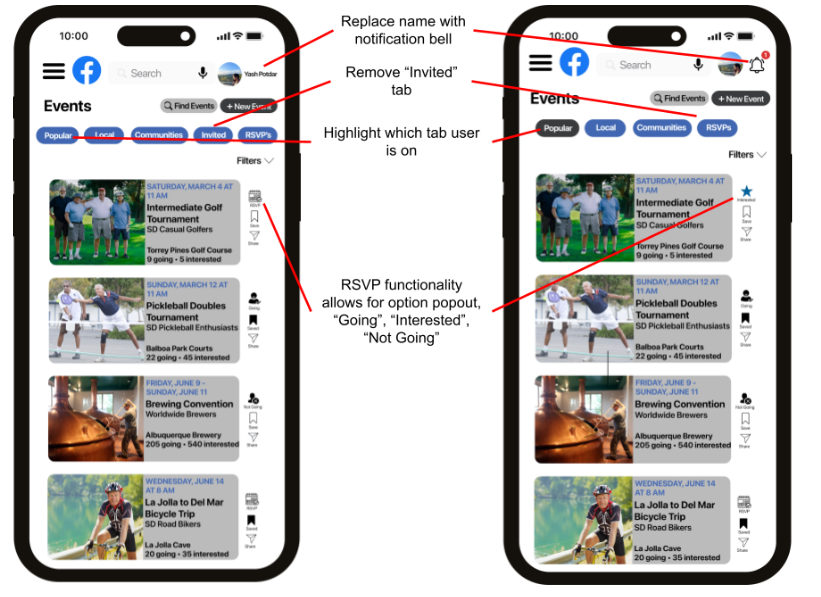 Replace name with
notification bell
Remove “Invited”
tab
Highlight which tab user
is on
RSVP functionality
allows for option popout,
“Going”, “Interested”,
“Not Going”
10:00
Search
Yash Potdar
Events
Find Events
+ New Event
Popular
Local
Communities
Invited
RSVP's
Filters
SATURDAY, MARCH 4 AT
11 AM
Intermediate Golf
Tournament
SD Casual Golfers
Torrey Pines Golf Course
9 going • 5 interested
RSVP
Save
Share
SUNDAY, MARCH 12 AT
11 AM
Pickleball Doubles
Tournament
SD Pickleball Enthusiasts
Balboa Park Courts
22 going • 45 interested
Going
Saved
Share
FRIDAY, JUNE 9 -
SUNDAY, JUNE 11
Brewing Convention
Worldwide Brewers
Albuquerque Brewery
205 going • 540 interested
Not Going
Save
Share
WEDNESDAY, JUNE 14
AT 8 AM
La Jolla to Del Mar
Bicycle Trip
SD Road Bikers
La Jolla Cave
20 going • 35 interested
RSVP
Saved
Share
10:00
Search
1
Events
Find Events
+ New Event
Popular
Local
Communities
RSVPs
Filters
SATURDAY, MARCH 4 AT
11 AM
Intermediate Golf
Tournament
SD Casual Golfers
Torrey Pines Golf Course
9 going • 5 interested
Interested
Save
Share
SUNDAY, MARCH 12 AT
11 AM
Pickleball Doubles
Tournament
SD Pickleball Enthusiasts
Balboa Park Courts
22 going • 45 interested
Going
Saved
Share
FRIDAY, JUNE 9 -
SUNDAY, JUNE 11
Brewing Convention
Worldwide Brewers
Albuquerque Brewery
205 going • 540 interested
Not Going
Save
Share
WEDNESDAY, JUNE 14
AT 8 AM
La Jolla to Del Mar
Bicycle Trip
SD Road Bikers
La Jolla Cave
20 going • 35 interested
RSVP
Saved
Share